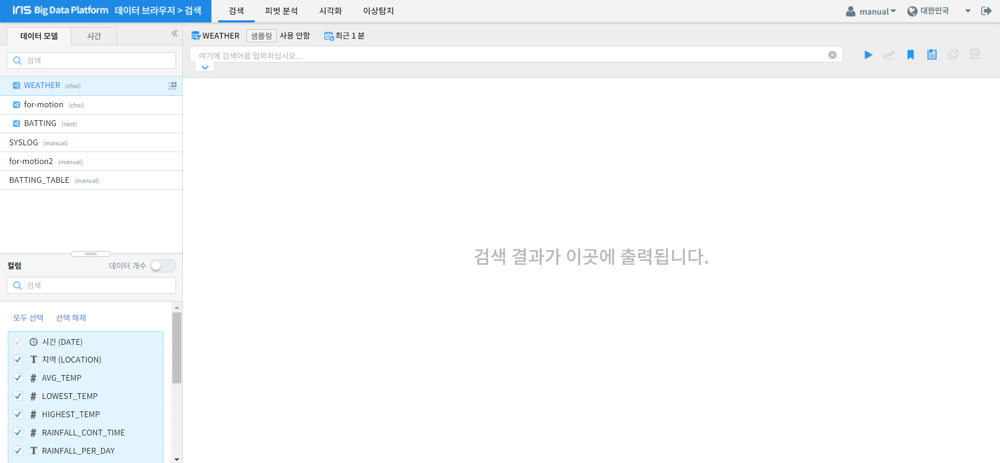 IRIS Big Data Platform 데이터 브라우저 > 검색 검색 피벗 분석 시각화 이상탐지 manual 대한민국
데이터 모델 시간
WEATHER 샘플링 사용 안함 최근 1 분
검색
여기에 검색어를 입력하십시오...
WEATHER (choi)
for-motion (choi)
BATTING (root)
SYSLOG (manual)
for-motion2 (manual)
BATTING_TABLE (manual)
검색 결과가 이곳에 출력됩니다.
컬럼 데이터 개수
검색
모두 선택 선택 해제
시간 (DATE)
T 지역 (LOCATION)
# AVG_TEMP
# LOWEST_TEMP
# HIGHEST_TEMP
# RAINFALL_CONT_TIME
T RAINFALL_PER_DAY